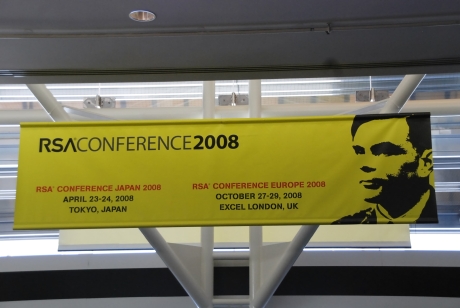 RSACONFERENCE2008
RSA® CONFERENCE JAPAN 2008
APRIL 23-24, 2008
TOKYO, JAPAN
RSA® CONFERENCE EUROPE 2008
OCTOBER 27-29, 2008
EXCEL LONDON, UK